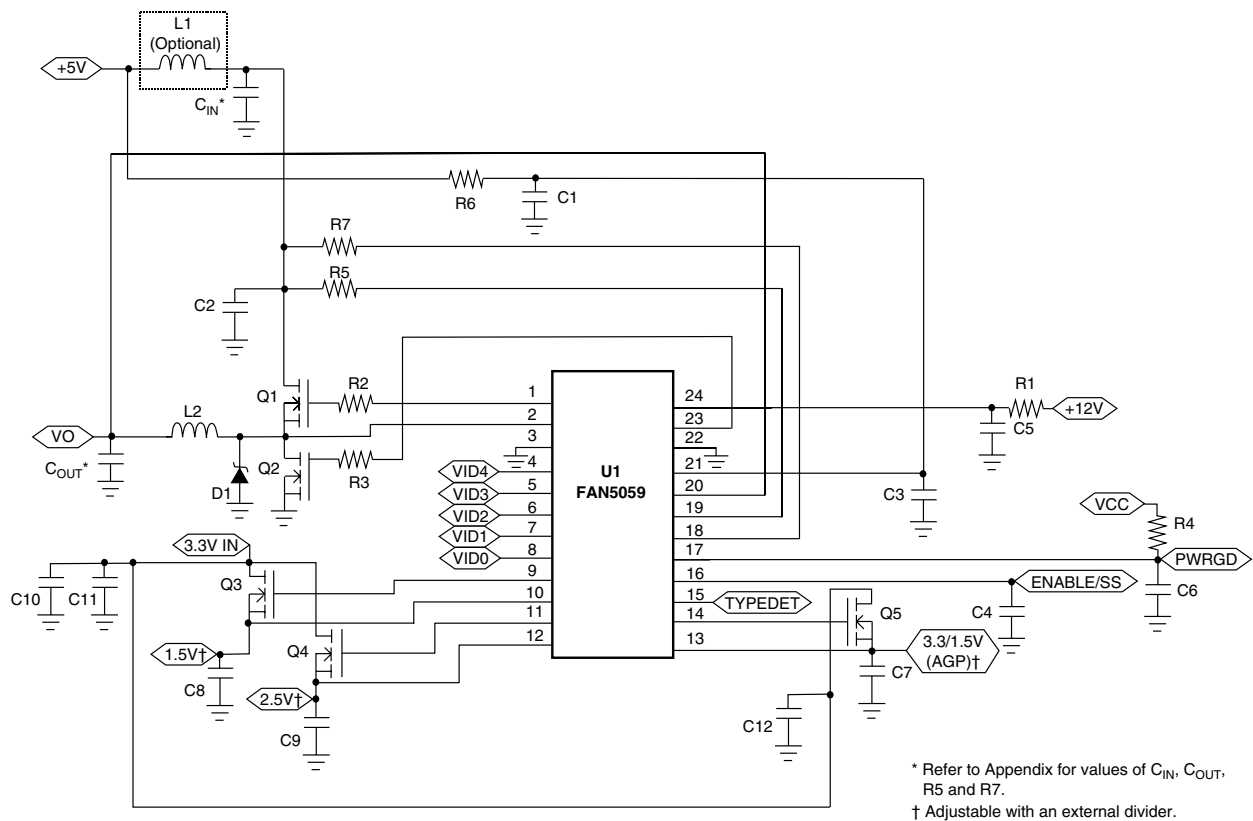 L1
(Optional)
+5V
CIN*
R6
C1
R7
R5
C2
Q1
R2
1
24
R1
+12V
L2
2
23
C5
VO
3
22
COUT*
Q2
R3
D1
U1
FAN5059
VID4
4
21
VID3
5
20
C3
VID2
6
19
VCC
VID1
7
18
R4
VID0
8
17
PWRGD
3.3V IN
9
16
ENABLE/SS
C10
C11
Q3
10
15
TYPEDET
C4
C6
11
14
Q5
Q4
12
13
3.3/1.5V
(AGP)†
1.5V†
C8
C7
2.5V†
C9
C12
* Refer to Appendix for values of CIN, COUT,
R5 and R7.
† Adjustable with an external divider.